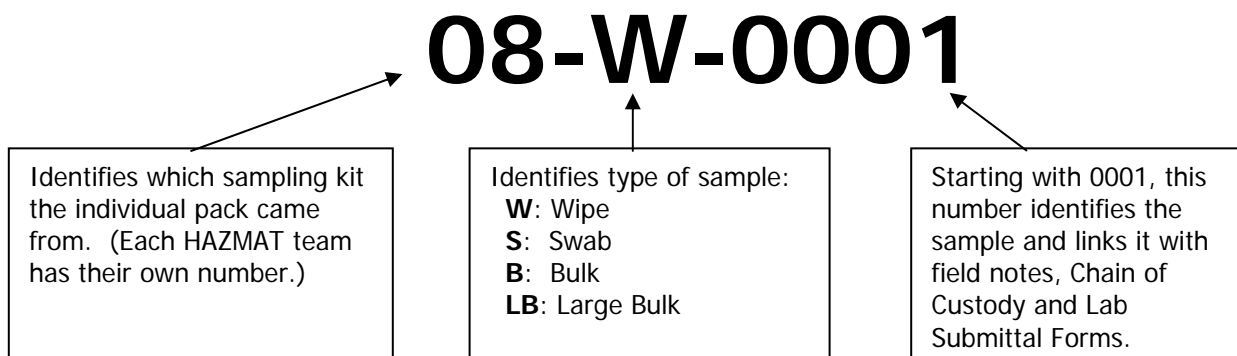 08-W-0001
Identifies which sampling kit
the individual pack came
from. (Each HAZMAT team
has their own number.)
Identifies type of sample:
W: Wipe
S: Swab
B: Bulk
LB: Large Bulk
Starting with 0001, this
number identifies the
sample and links it with
field notes, Chain of
Custody and Lab
Submittal Forms.